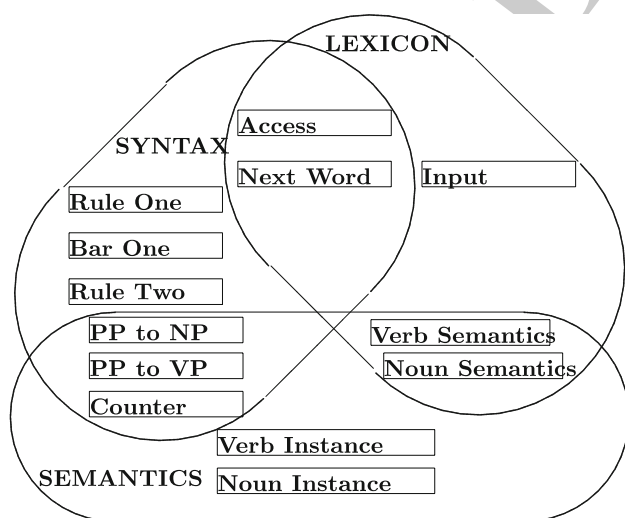 LEXICON
Access
SYNTAX
Next Word
Input
Rule One
Bar One
Rule Two
PP to NP
Verb Semantics
PP to VP
Noun Semantics
Counter
Verb Instance
SEMANTICS
Noun Instance